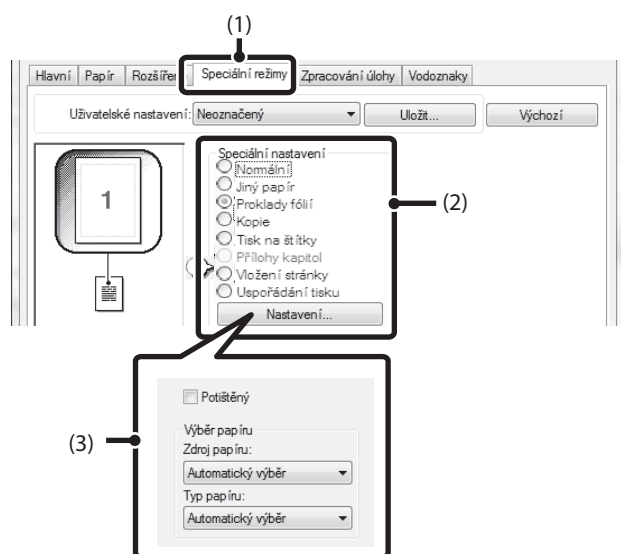 (1)
Hlavní Papír Rozšíře Speciální režimy Zpracování úlohy Vodoznaky
Uživatelské nastavení: Neoznačený Uložit... Výchozí
Speciální nastavení
Normální
Jiný papír
Proklady fólií
Kopie
Tisk na štítky
Přílohy kapitol
Vložení stránky
Uspořádání tisku
Nastavení...
1
(2)
(3)
Potištěný
Výběr papíru
Zdroj papíru:
Automatický výběr
Typ papíru:
Automatický výběr